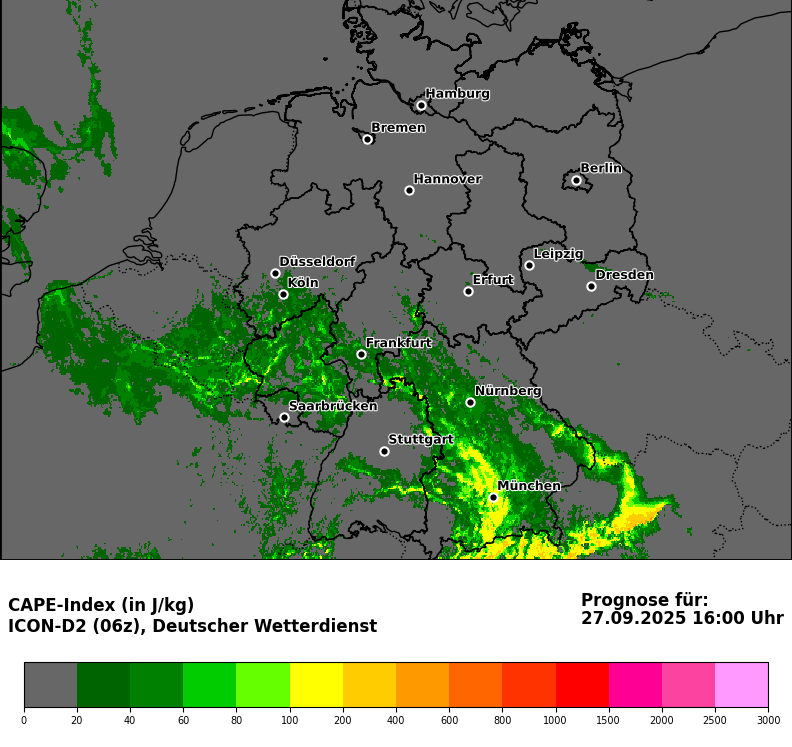 Hamburg
Bremen
Berlin
Hannover
Leipzig
Düsseldorf
Dresden
Köln
Erfurt
Frankfurt
Nürnberg
Saarbrücken
Stuttgart
München
CAPE-Index (in J/kg)
ICON-D2 (06z), Deutscher Wetterdienst
Prognose für:
27.09.2025 16:00 Uhr
0 20 40 60 80 100 200 400 600 800 1000 1500 2000 2500 3000